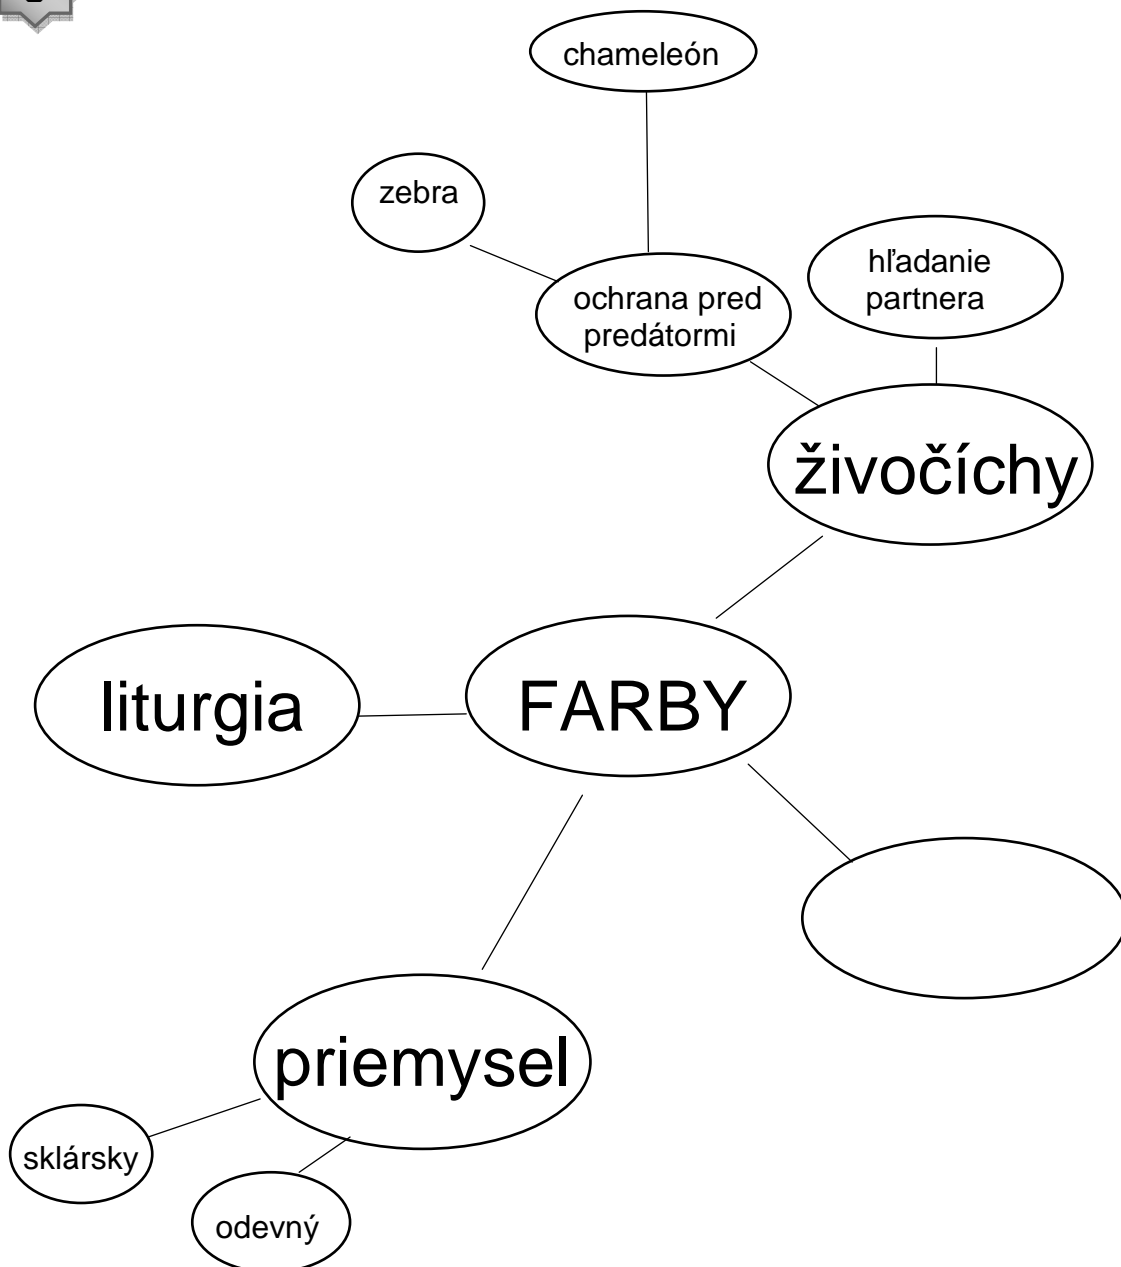 chameleón
zebra
hľadanie
partnera
ochrana pred
predátormi
živočíchy
liturgia
FARBY
priemysel
sklársky
odevný